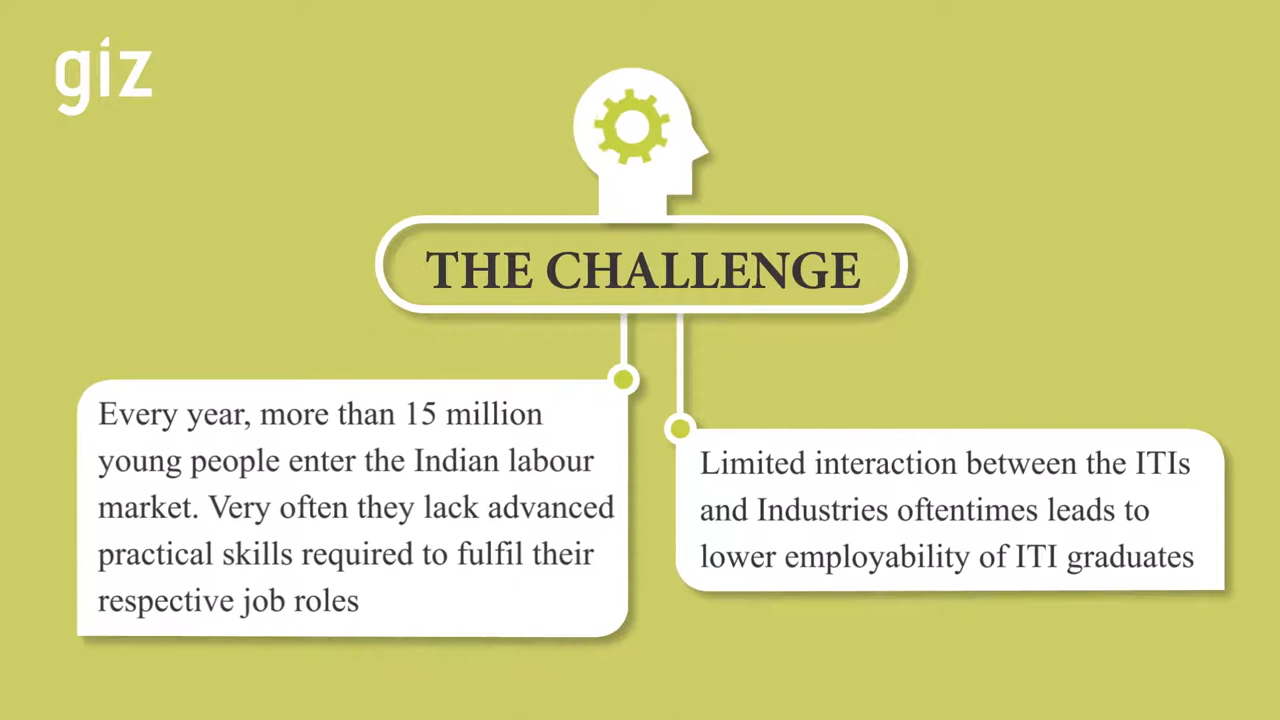 giz
THE CHALLENGE
Every year, more than 15 million
young people enter the Indian labour
market. Very often they lack advanced
practical skills required to fulfil their
respective job roles
Limited interaction between the ITIs
and Industries oftentimes leads to
lower employability of ITI graduates